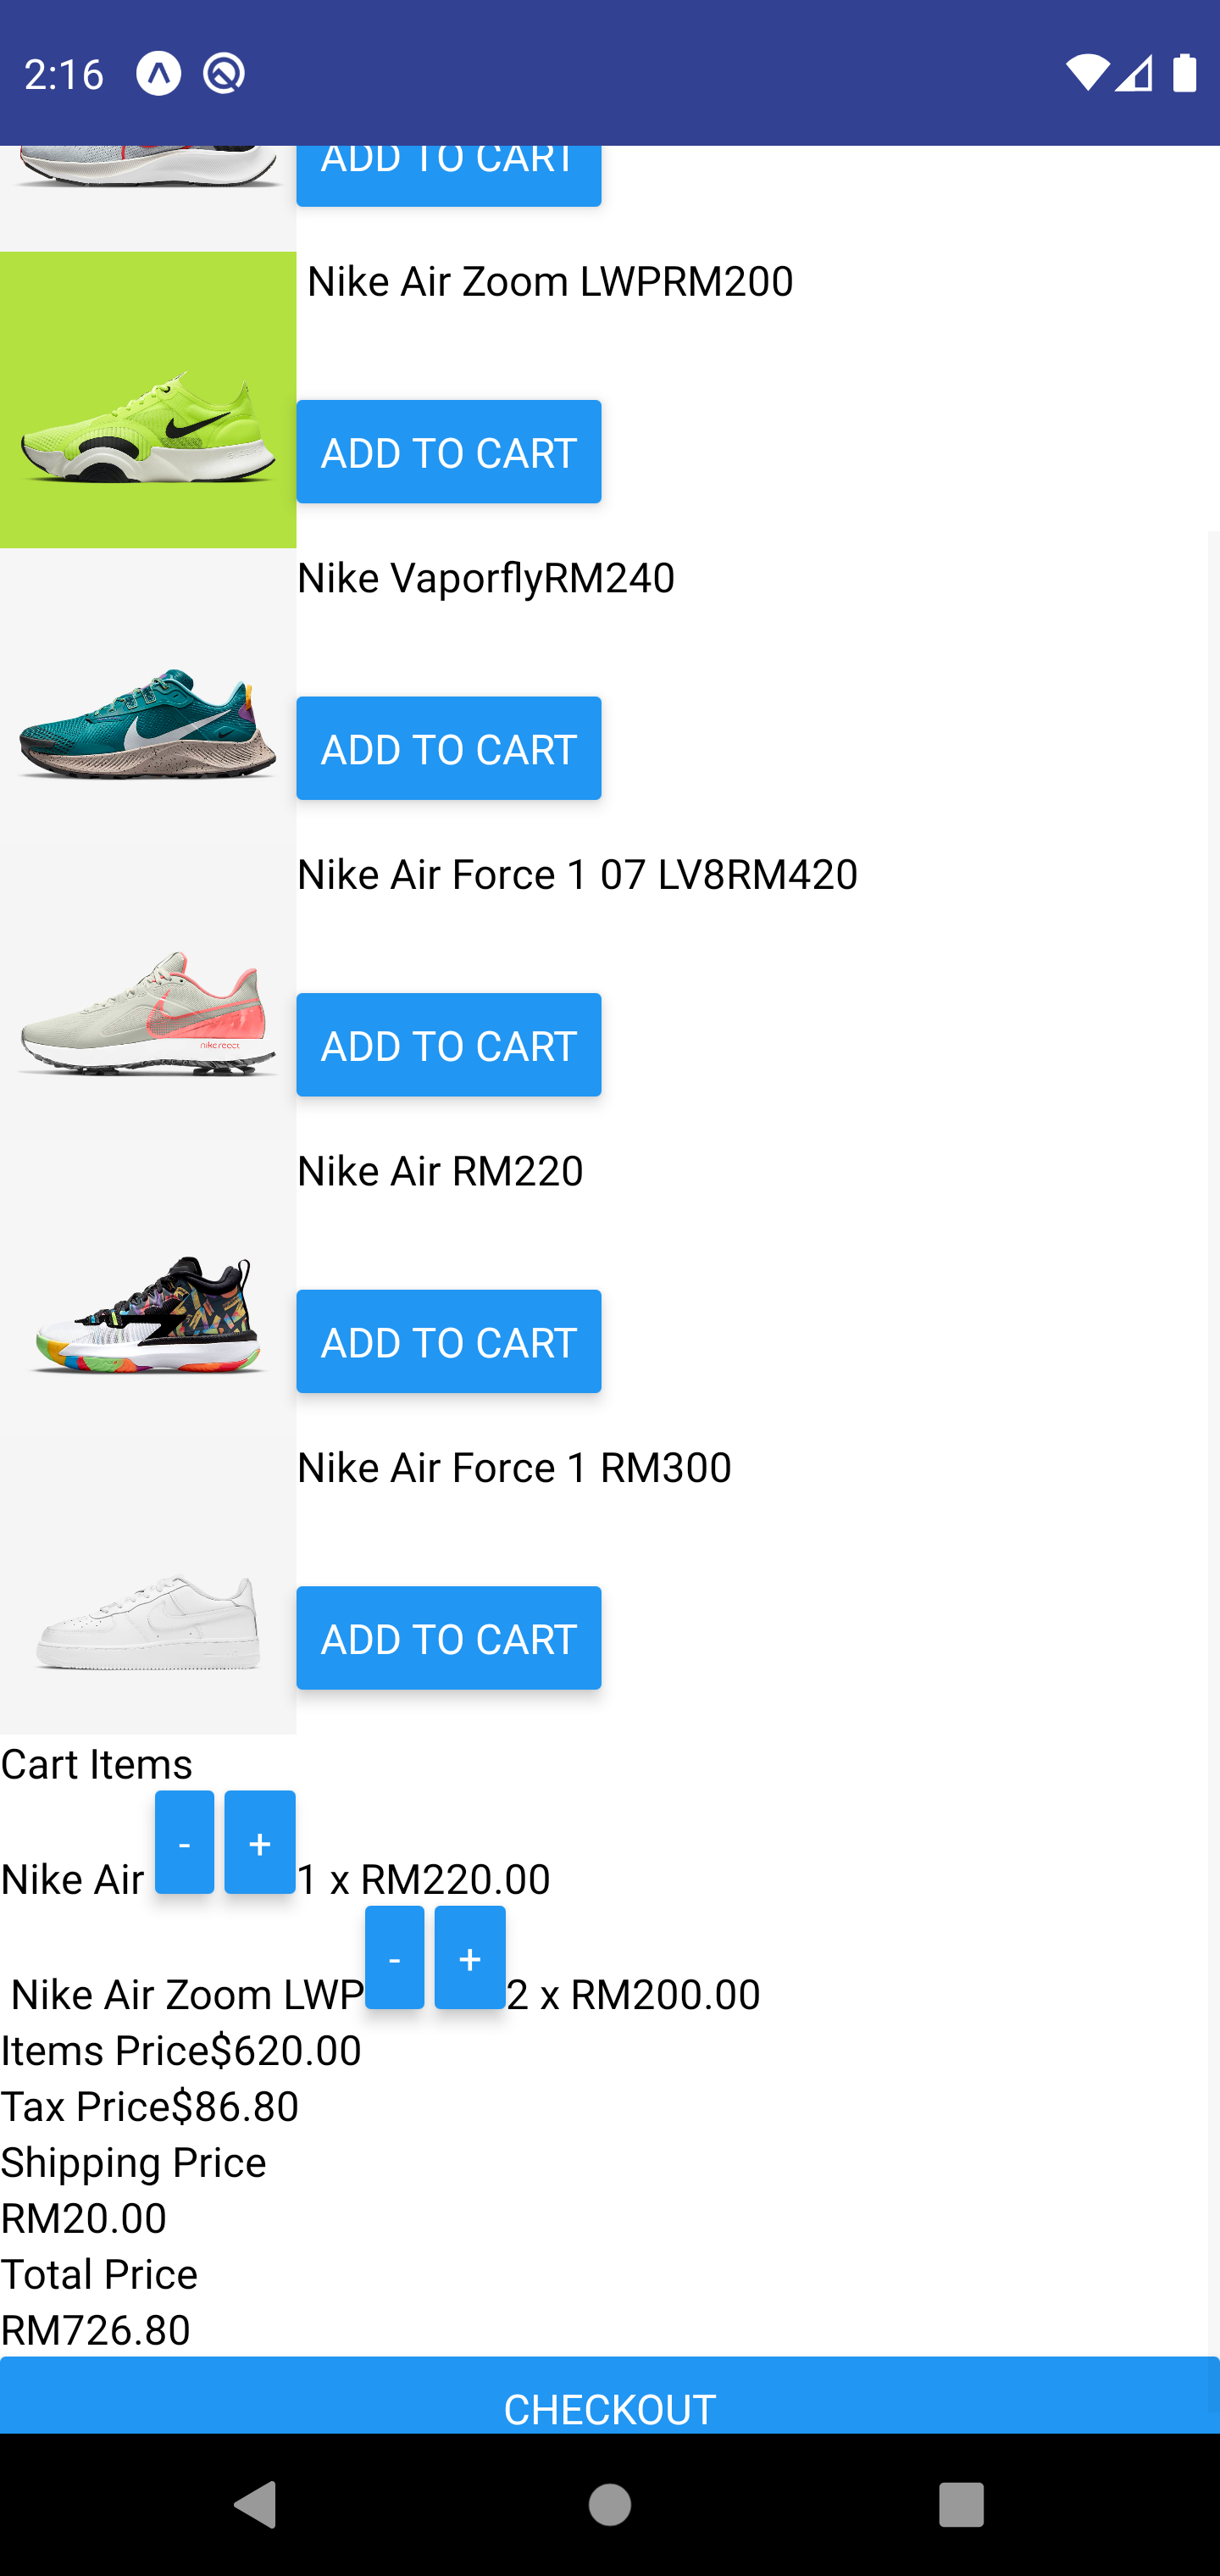 2:16
ADD TO CART
Nike Air Zoom LWPRM200
ADD TO CART
Nike VaporflyRM240
ADD TO CART
Nike Air Force 1 07 LV8RM420
nike react
ADD TO CART
Nike Air RM220
ADD TO CART
Nike Air Force 1 RM300
ADD TO CART
Cart Items
Nike Air - + 1 x RM220.00
Nike Air Zoom LWP - + 2 x RM200.00
Items Price$620.00
Tax Price$86.80
Shipping Price
RM20.00
Total Price
RM726.80
CHECKOUT